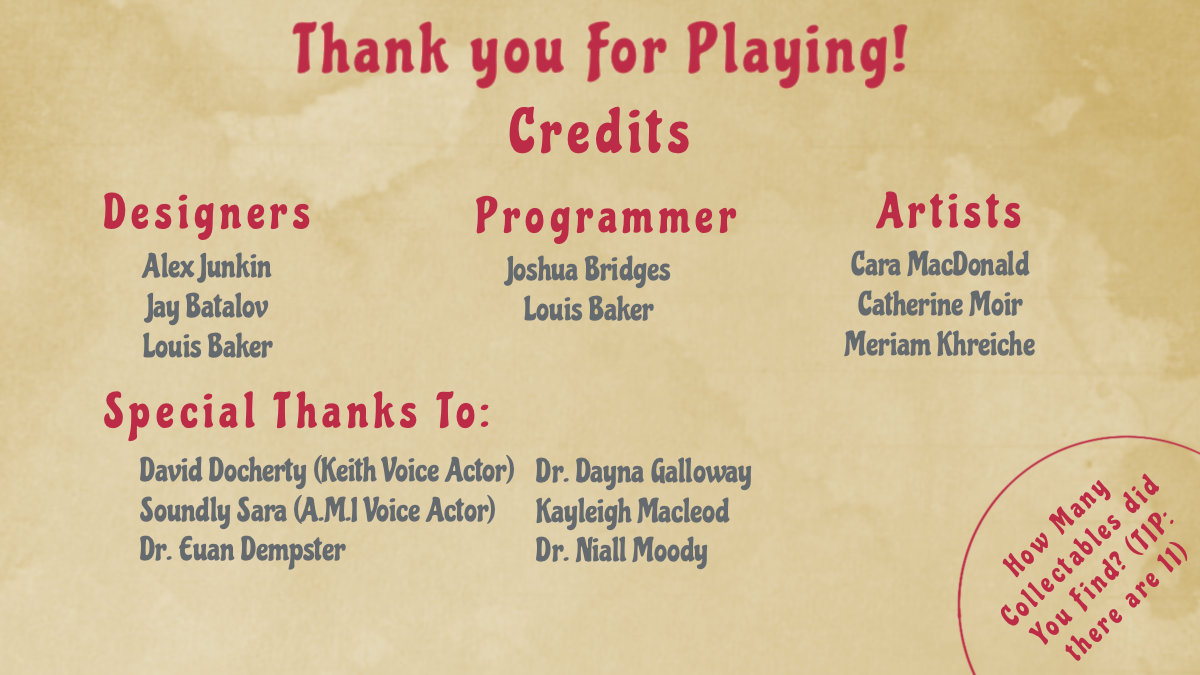 Thank you For Playing!
Credits
Designers
Alex Junkin
Jay Batalov
Louis Baker
Programmer
Joshua Bridges
Louis Baker
Artists
Cara MacDonald
Catherine Moir
Meriam Khreiche
Special Thanks To:
David Docherty (Keith Voice Actor)
Soundly Sara (A.M.I Voice Actor)
Dr. Euan Dempster
Dr. Dayna Galloway
Kayleigh Macleod
Dr. Niall Moody
How Many
Collectables did
You Find? (TIP:
there are 11)